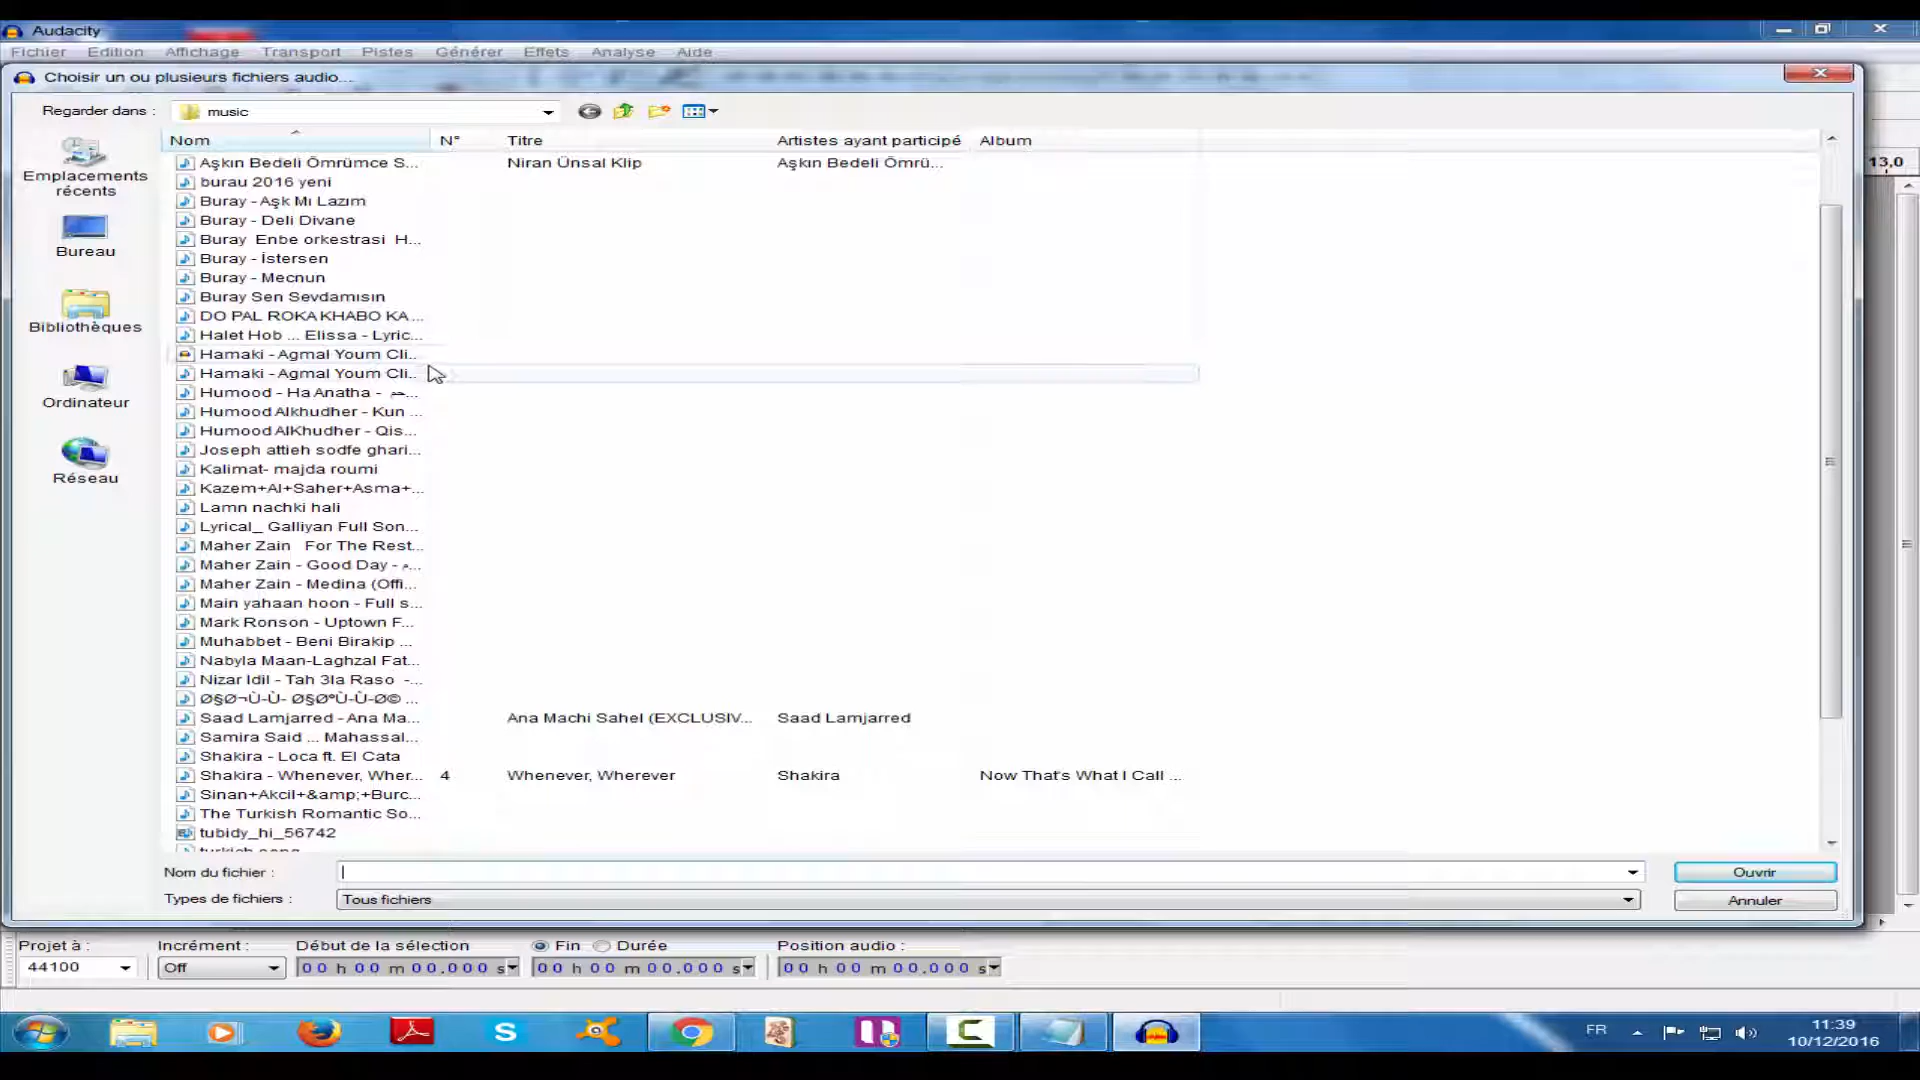 Audacity
Fichier Edition Affichage Transport Pistes Générer Effets Analyse Aide
Choisir un ou plusieurs fichiers audio...
Regarder dans : music
Nom N° Titre Artistes ayant participé Album
13,0
Aşkın Bedeli Ömrümce S... Niran Ünsal Klip Aşkın Bedeli Ömrü...
burau 2016 yeni
Buray - Aşk Mı Lazım
Buray - Deli Divane
Buray Enbe orkestrasi H...
Buray - İstersen
Buray - Mecnun
Buray Sen Sevdamısın
DO PAL ROKA KHABO KA ...
Halet Hob ... Elissa - Lyric...
Hamaki - Agmal Youm Cli...
Hamaki - Agmal Youm Cli...
Humood - Ha Anatha - حمـ...
Humood Alkhudher - Kun ...
Humood AlKhudher - Qis...
Joseph attieh sodfe ghari...
Kalimat- majda roumi
Kazem+Al+Saher+Asma+...
Lamn nachki hali
Lyrical_ Galliyan Full Son...
Maher Zain For The Rest...
Maher Zain - Good Day - م...
Maher Zain - Medina (Offi...
Main yahaan hoon - Full s...
Mark Ronson - Uptown F...
Muhabbet - Beni Birakip ...
Nabyla Maan-Laghzal Fat...
Nizar Idil - Tah 3la Raso -...
Ø§Ø¬Ù-Ù- Ø§ØºÙ-Ù-Ø© ...
Saad Lamjarred - Ana Ma... Ana Machi Sahel (EXCLUSIV... Saad Lamjarred
Samira Said ... Mahassal...
Shakira - Loca ft. El Cata
Shakira - Whenever, Wher... 4 Whenever, Wherever Shakira Now That's What I Call ...
Sinan+Akcil+&amp;+Burc...
The Turkish Romantic So...
tubidy_hi_56742
turkich song
Emplacements
récents
Bureau
Bibliothèques
Ordinateur
Réseau
Nom du fichier : Ouvrir
Types de fichiers : Tous fichiers Annuler
Projet à : Incrément : Début de la sélection Fin Durée Position audio :
44100 Off 00 h 00 m 00.000 s 00 h 00 m 00.000 s 00 h 00 m 00.000 s
FR 11:39
10/12/2016